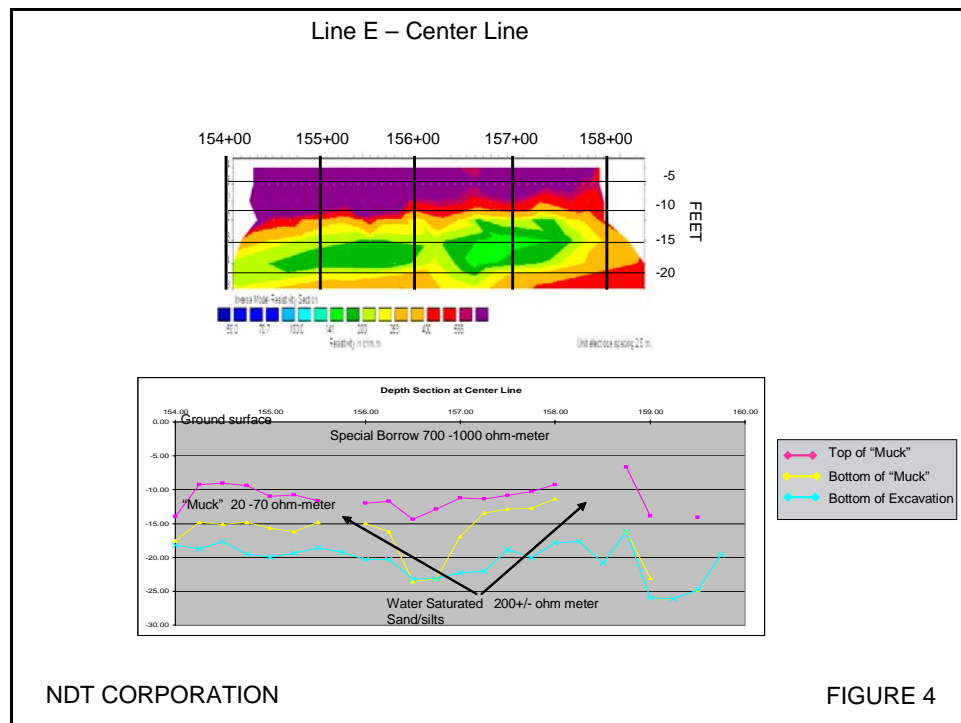 Line E – Center Line
154+00 155+00 156+00 157+00 158+00
-5
-10
-15
-20
FEET
Inverse Model Resistivity Section
Resistivity in ohm.m
Unit electrode spacing 2.5 m.
Depth Section at Center Line
154.00 155.00 156.00 157.00 158.00 159.00 160.00
0.00
-5.00
-10.00
-15.00
-20.00
-25.00
-30.00
Ground surface
Special Borrow 700 -1000 ohm-meter
“Muck” 20 -70 ohm-meter
Water Saturated 200+/- ohm meter
Sand/silts
Top of “Muck”
Bottom of “Muck”
Bottom of Excavation
NDT CORPORATION
FIGURE 4